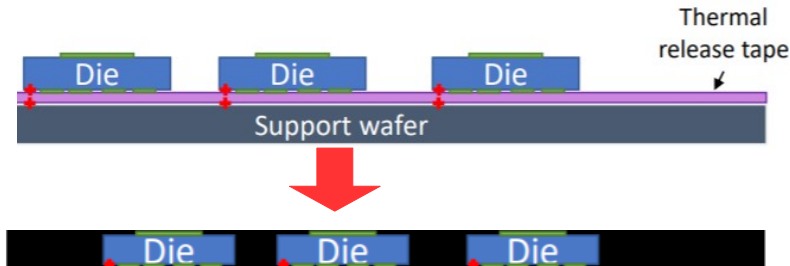 Thermal
release tape
Die Die Die
Support wafer
Die Die Die